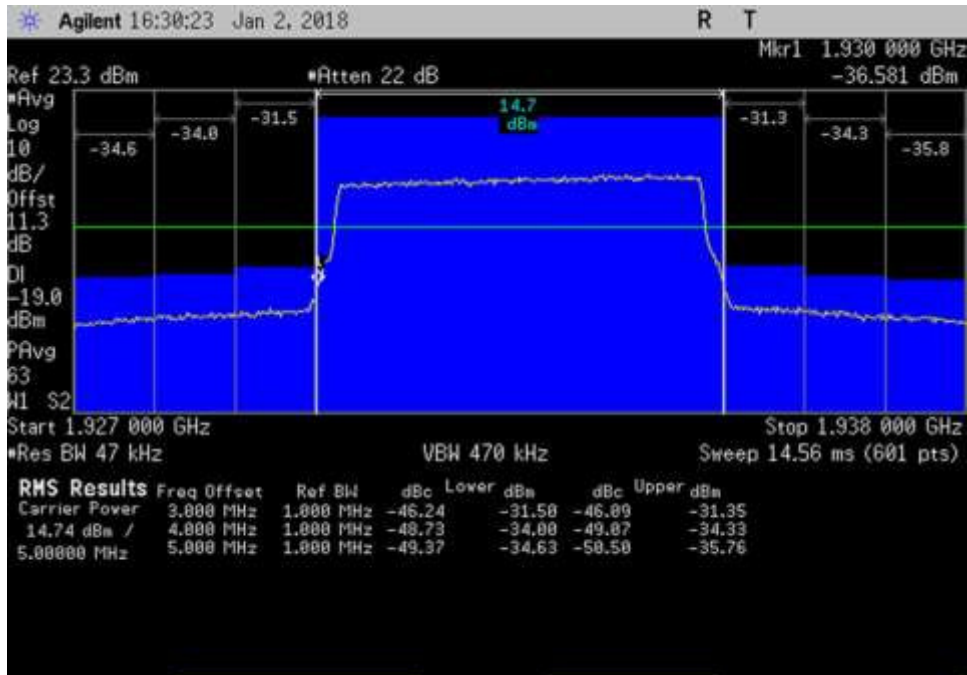 Agilent 16:30:23 Jan 2, 2018 R T
Mkr1 1.930 000 GHz
Ref 23.3 dBm #Atten 22 dB -36.581 dBm
#Avg
Log
10
dB/
Offst
11.3
dB
DI
-19.0
dBm
PAvg
63
W1 S2
-34.6 -34.0 -31.5 14.7 dBm -31.3 -34.3 -35.8
Start 1.927 000 GHz Stop 1.938 000 GHz
#Res BW 47 kHz VBW 470 kHz Sweep 14.56 ms (601 pts)
RMS Results Freq Offset Ref BW dBc Lower dBm dBc Upper dBm
Carrier Power 3.000 MHz 1.000 MHz -46.24 -31.50 -46.09 -31.35
14.74 dBm / 4.000 MHz 1.000 MHz -48.73 -34.00 -49.07 -34.33
5.00000 MHz 5.000 MHz 1.000 MHz -49.37 -34.63 -50.50 -35.76